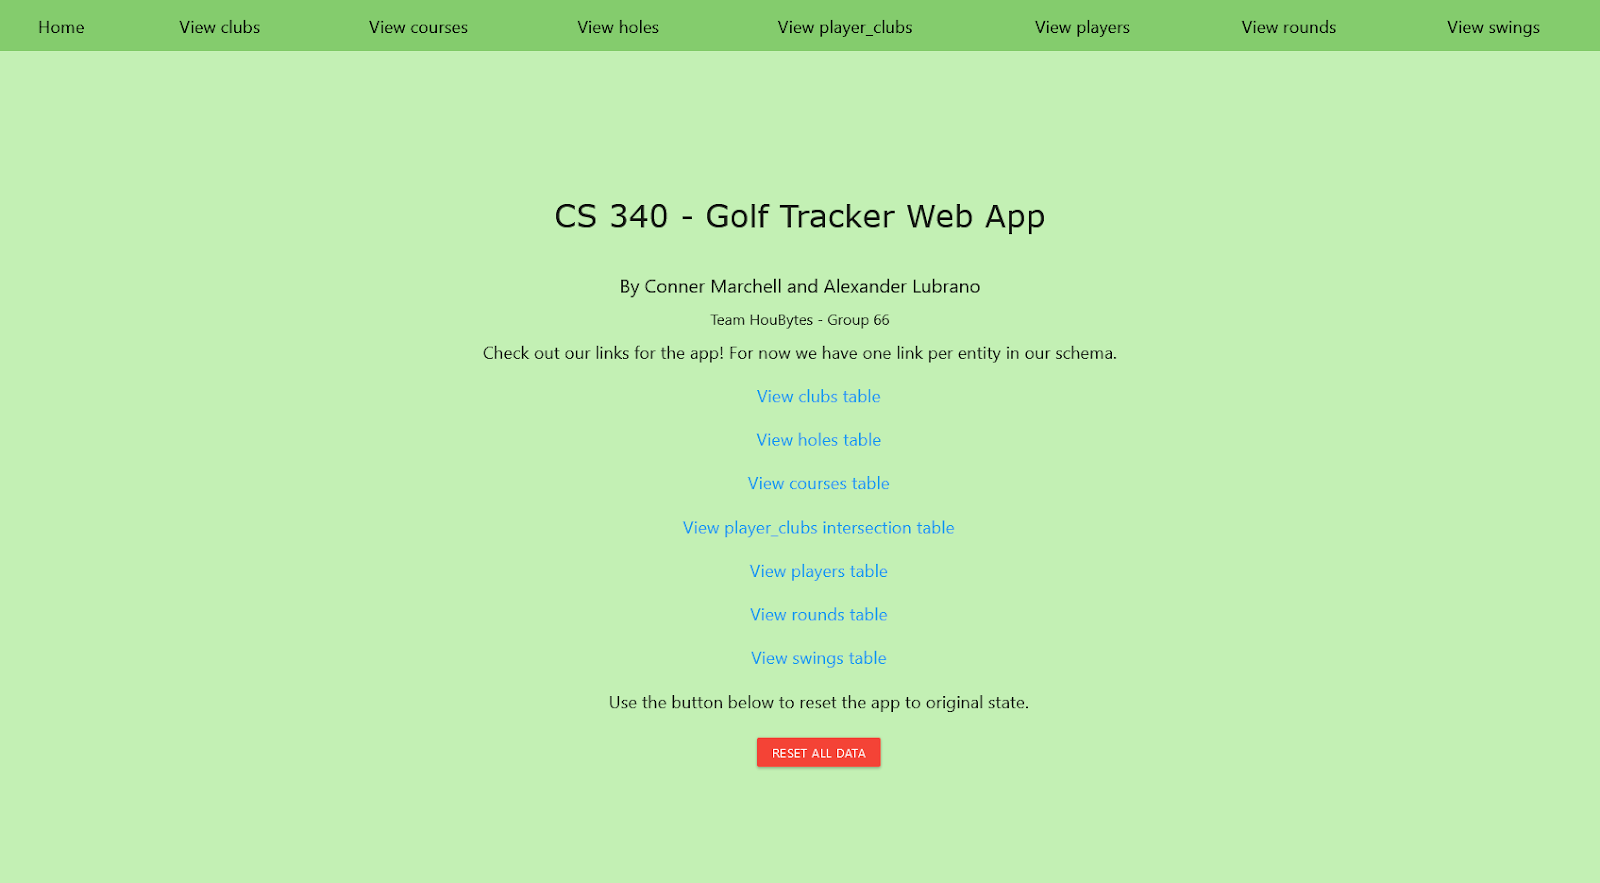 Home View clubs View courses View holes View player_clubs View players View rounds View swings
CS 340 - Golf Tracker Web App
By Conner Marchell and Alexander Lubrano
Team HouBytes - Group 66
Check out our links for the app! For now we have one link per entity in our schema.
View clubs table
View holes table
View courses table
View player_clubs intersection table
View players table
View rounds table
View swings table
Use the button below to reset the app to original state.
RESET ALL DATA